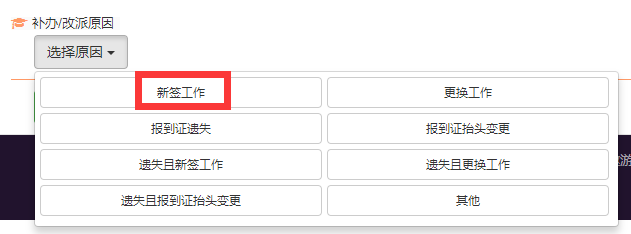 补办/改派原因
选择原因
新签工作 更换工作
报到证遗失 报到证抬头变更
遗失且新签工作 遗失且更换工作
遗失且报到证抬头变更 其他
游